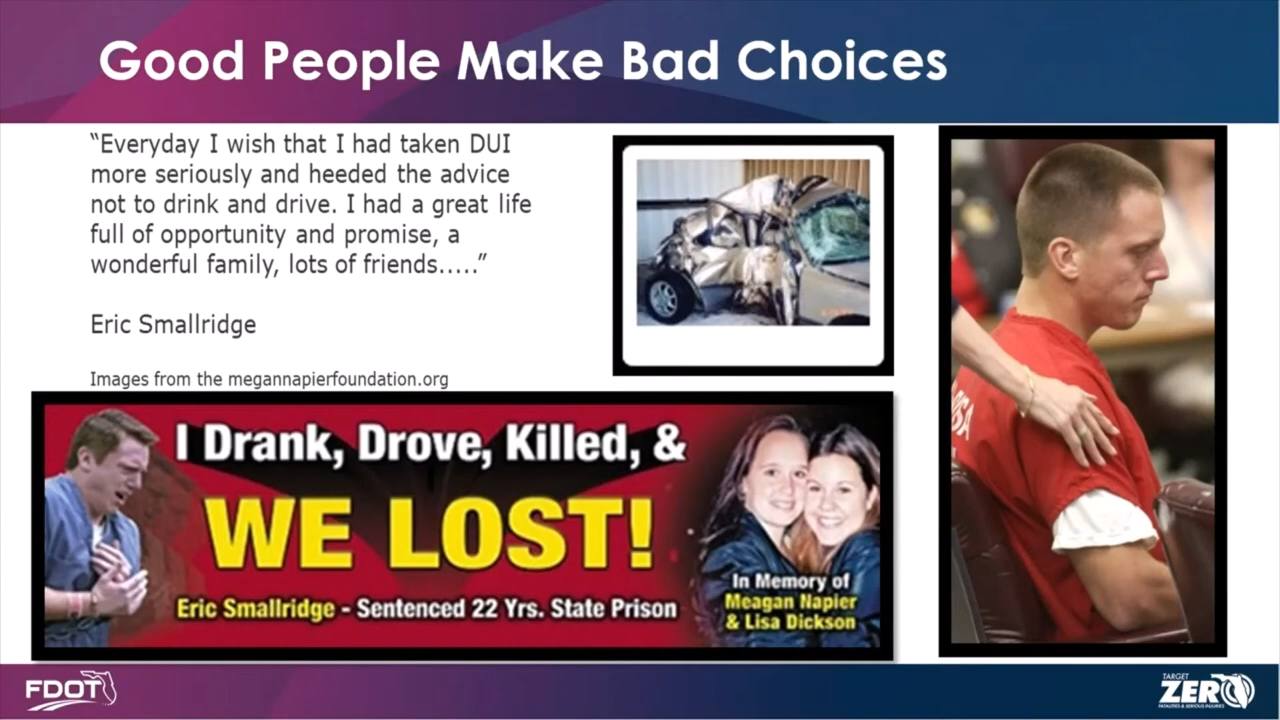 Good People Make Bad Choices
“Everyday I wish that I had taken DUI
more seriously and heeded the advice
not to drink and drive. I had a great life
full of opportunity and promise, a
wonderful family, lots of friends.....”
Eric Smallridge
Images from the megannapierfoundation.org
I Drank, Drove, Killed, &
WE LOST!
Eric Smallridge - Sentenced 22 Yrs. State Prison
In Memory of
Meagan Napier
& Lisa Dickson
FDOT
TARGET
ZERO
FATALITIES & SERIOUS INJURIES